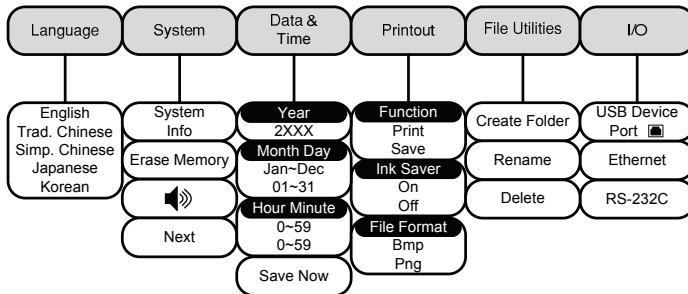 Language
System
Data &
Time
Printout
File Utilities
I/O
English
Trad. Chinese
Simp. Chinese
Japanese
Korean
System
Info
Erase Memory
Next
Year
2XXX
Month Day
Jan~Dec
01~31
Hour Minute
0~59
0~59
Save Now
Function
Print
Save
Ink Saver
On
Off
File Format
Bmp
Png
Create Folder
Rename
Delete
USB Device
Port
Ethernet
RS-232C